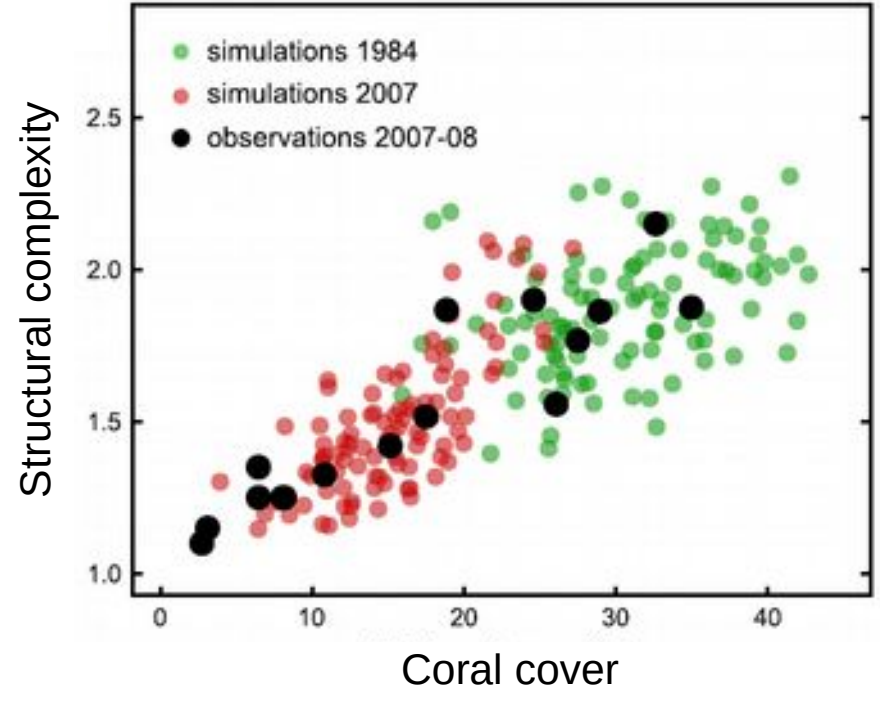 simulations 1984
simulations 2007
observations 2007-08
Structural complexity
2.5
2.0
1.5
1.0
0 10 20 30 40
Coral cover